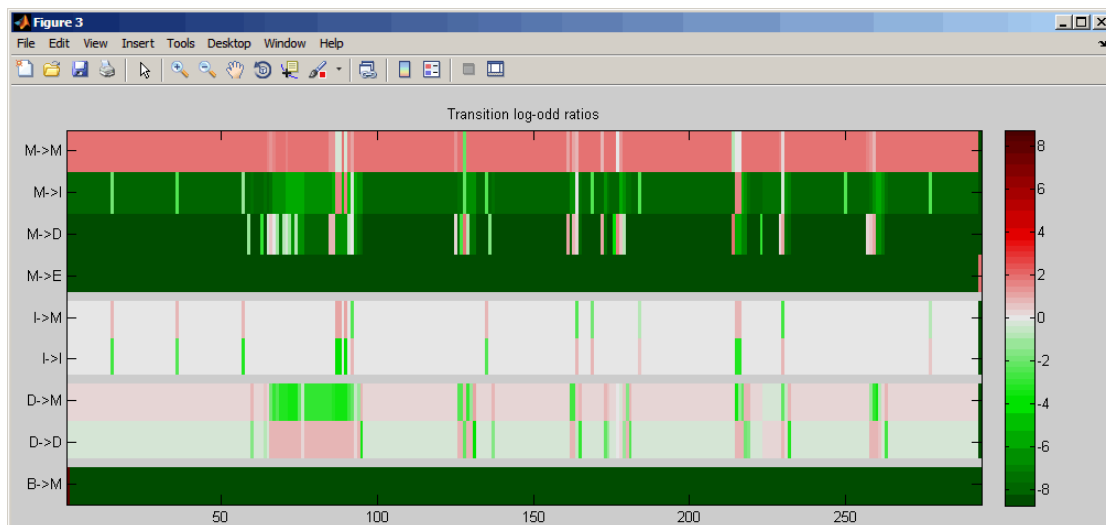 Figure 3
File Edit View Insert Tools Desktop Window Help
Transition log-odd ratios
M->M
M->I
M->D
M->E
I->M
I->I
D->M
D->D
B->M
50 100 150 200 250
8
6
4
2
0
-2
-4
-6
-8